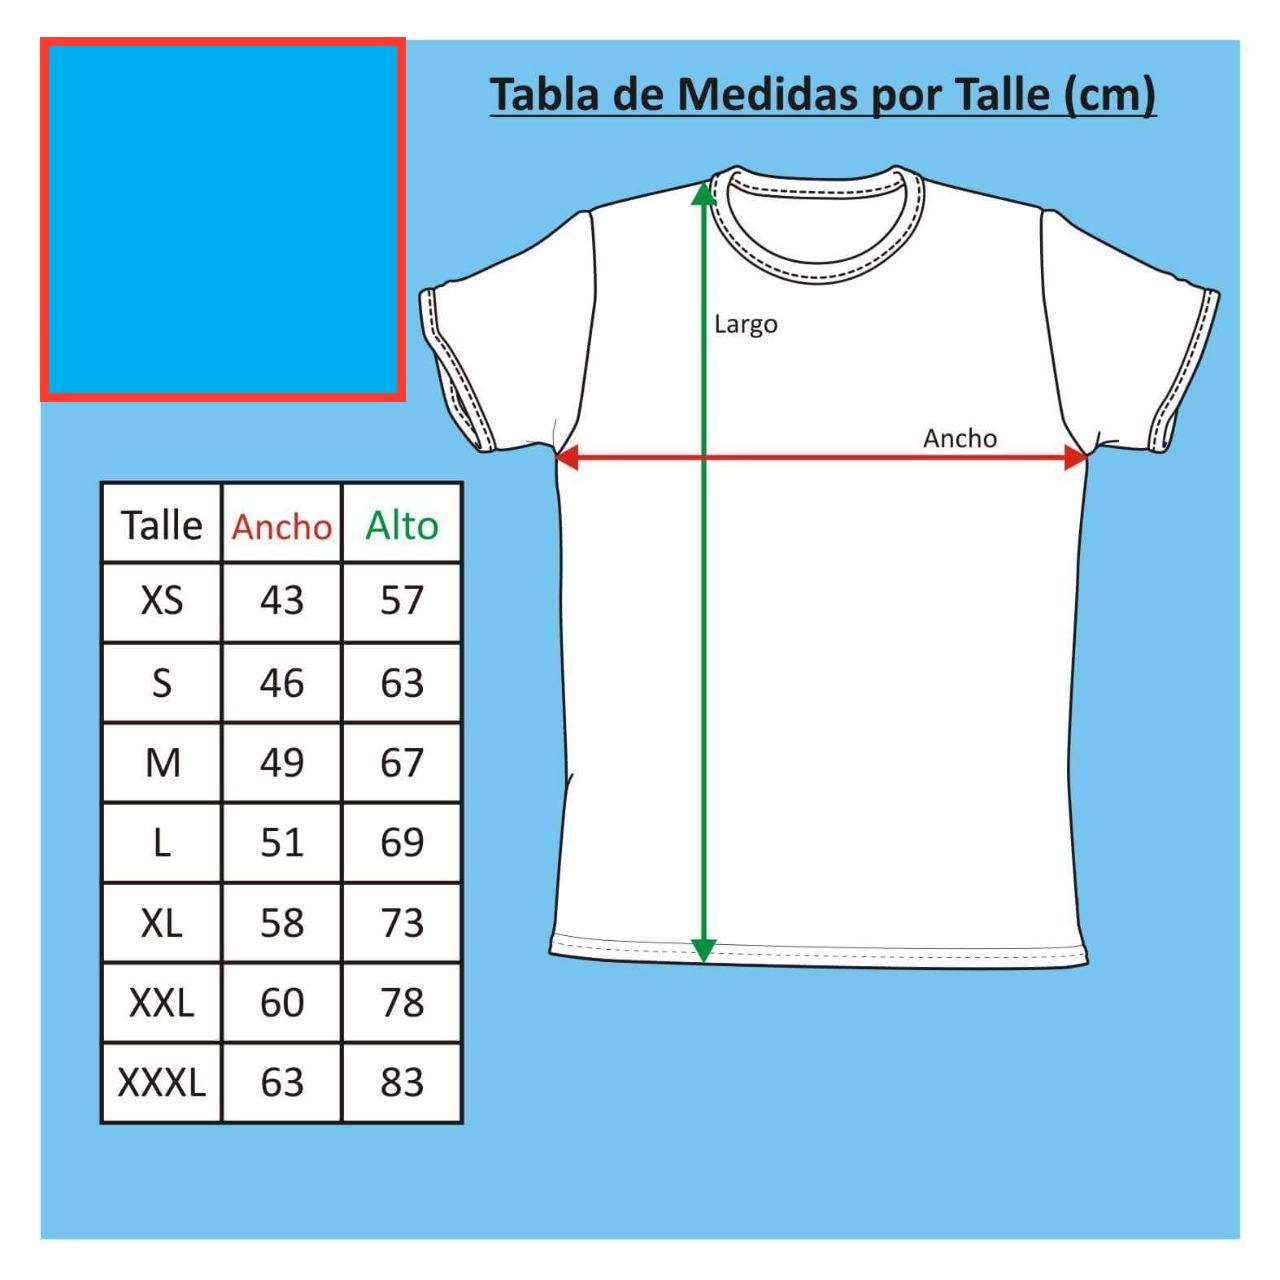 Tabla de Medidas por Talle (cm)
Largo
Ancho
Talle Ancho Alto
XS 43 57
S 46 63
M 49 67
L 51 69
XL 58 73
XXL 60 78
XXXL 63 83